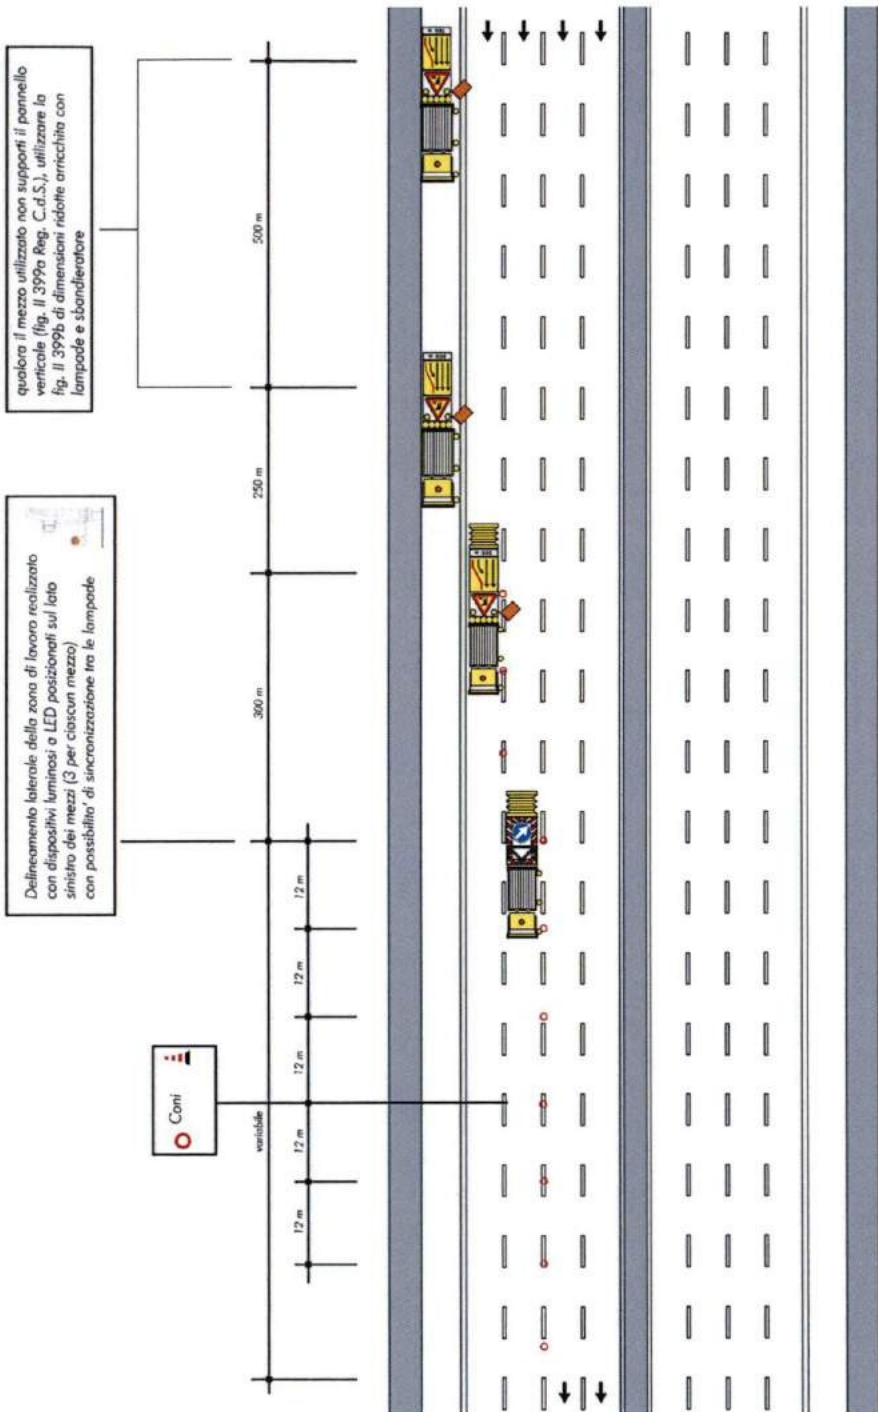 qualora il mezzo utilizzato non supporti il pannello
verticale (fig. II 399a Reg. C.d.S.), utilizzare la
fig. II 399b di dimensioni ridotte arricchita con
lampade e sbandieratore
Delineamento laterale della zona di lavoro realizzato
con dispositivi luminosi a LED posizionati sul lato
sinistro dei mezzi (3 per ciascun mezzo)
con possibilita' di sincronizzazione tra le lampade
Coni
variabile
300 m
250 m
500 m
12 m
12 m
12 m
12 m
12 m